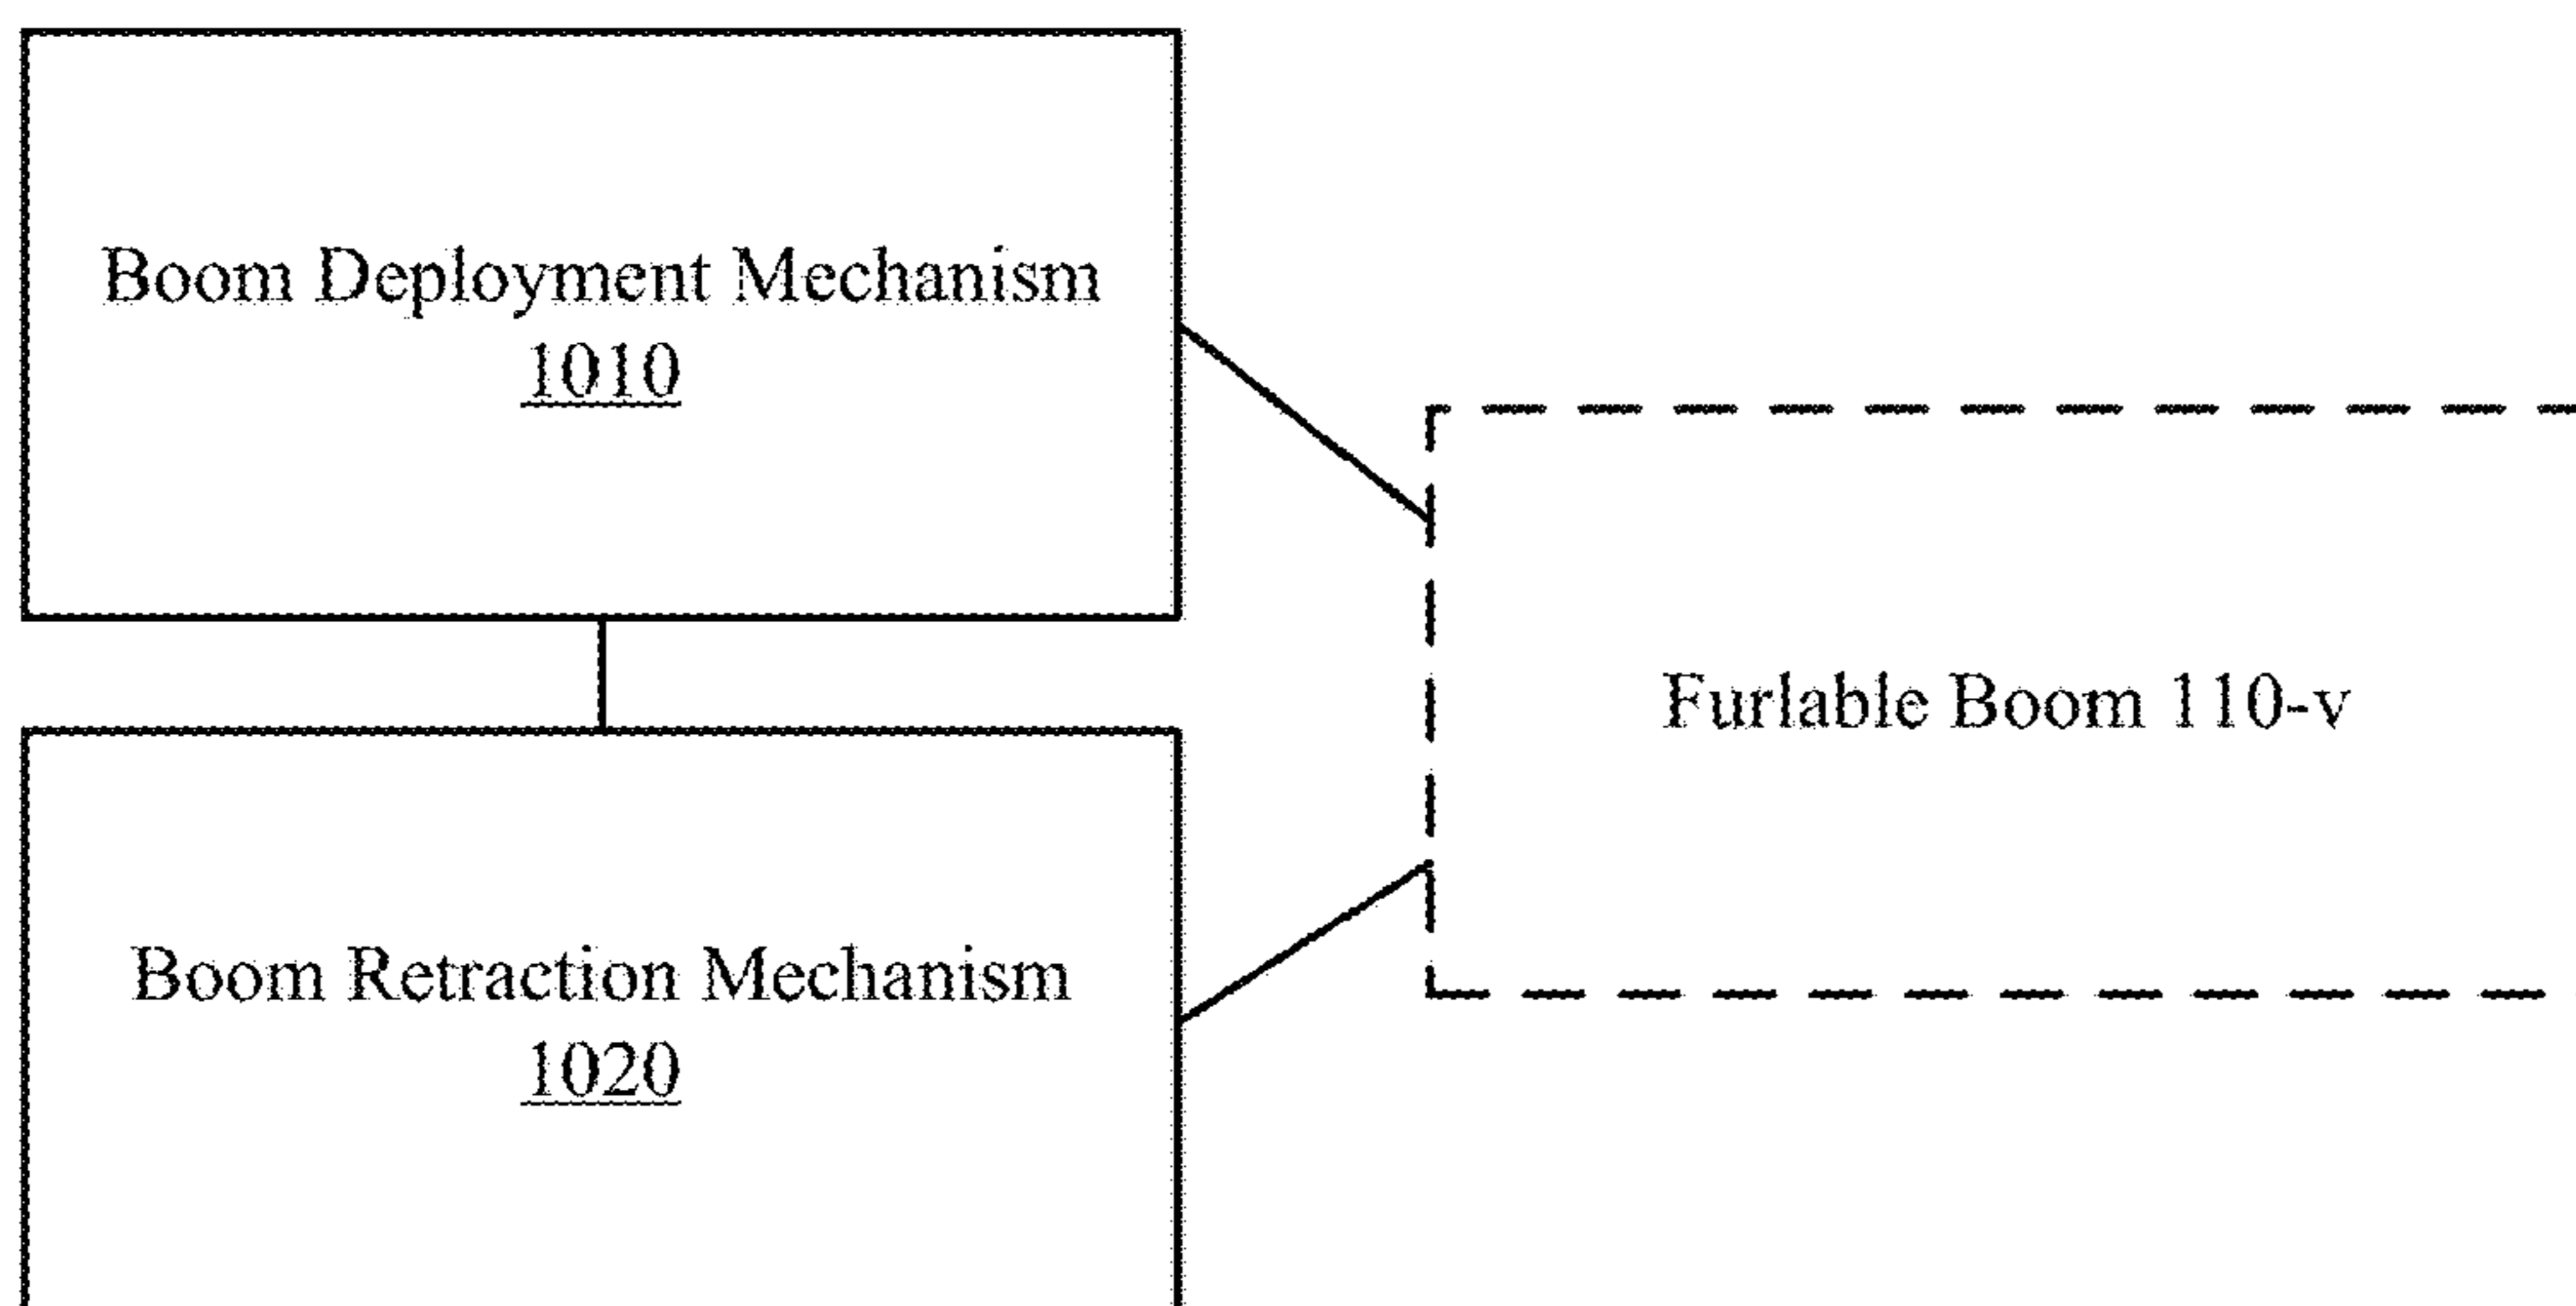 Boom Deployment Mechanism
1010
Furlable Boom 110-v
Boom Retraction Mechanism
1020